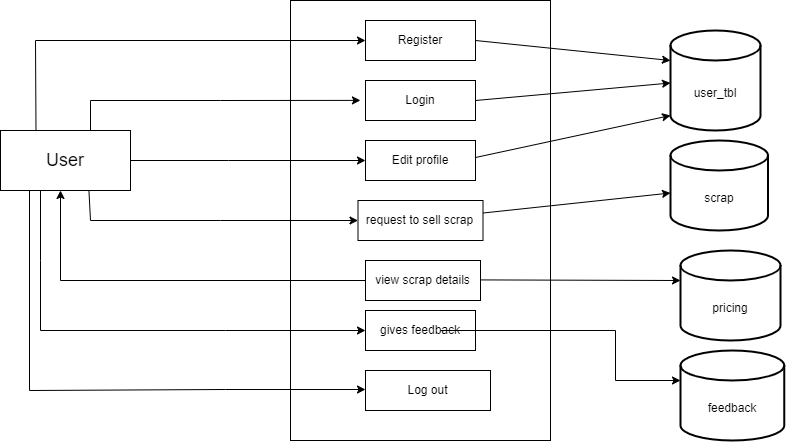 Register
Login
User
Edit profile
request to sell scrap
view scrap details
gives feedback
Log out
user_tbl
scrap
pricing
feedback